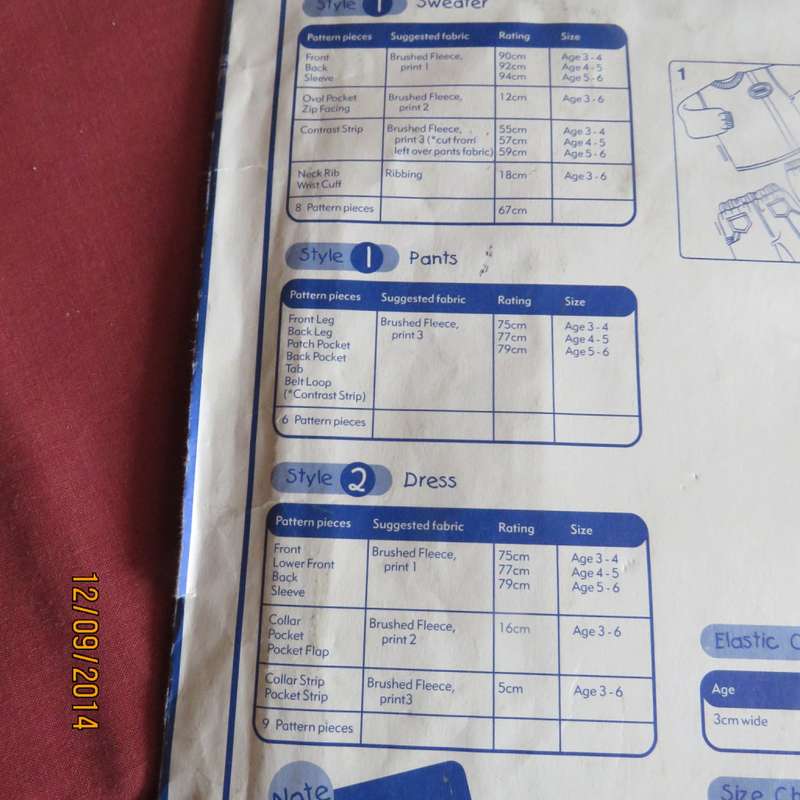 Style 1 Sweater
Pattern pieces Suggested fabric Rating Size
Front Brushed Fleece, 90cm Age 3 - 4
Back print 1 92cm Age 4 - 5
Sleeve 94cm Age 5 - 6
Oval Pocket Brushed Fleece, 12cm Age 3 - 6
Zip Facing print 2
Contrast Strip Brushed Fleece, 55cm Age 3 - 4
print 3 (*cut from 57cm Age 4 - 5
left over pants fabric) 59cm Age 5 - 6
Neck Rib Ribbing 18cm Age 3 - 6
Wrist Cuff
8 Pattern pieces 67cm
1
Style 1 Pants
Pattern pieces Suggested fabric Rating Size
Front Leg Brushed Fleece, 75cm Age 3 - 4
Back Leg print 3 77cm Age 4 - 5
Patch Pocket 79cm Age 5 - 6
Back Pocket
Tab
Belt Loop
(*Contrast Strip)
6 Pattern pieces
Style 2 Dress
Pattern pieces Suggested fabric Rating Size
Front Brushed Fleece, 75cm Age 3 - 4
Lower Front print 1 77cm Age 4 - 5
Back 79cm Age 5 - 6
Sleeve
Collar Brushed Fleece, 16cm Age 3 - 6
Pocket print 2
Pocket Flap
Collar Strip Brushed Fleece, 5cm Age 3 - 6
Pocket Strip print3
9 Pattern pieces
Elastic
Age
3cm wide
Note
Size
12/09/2014